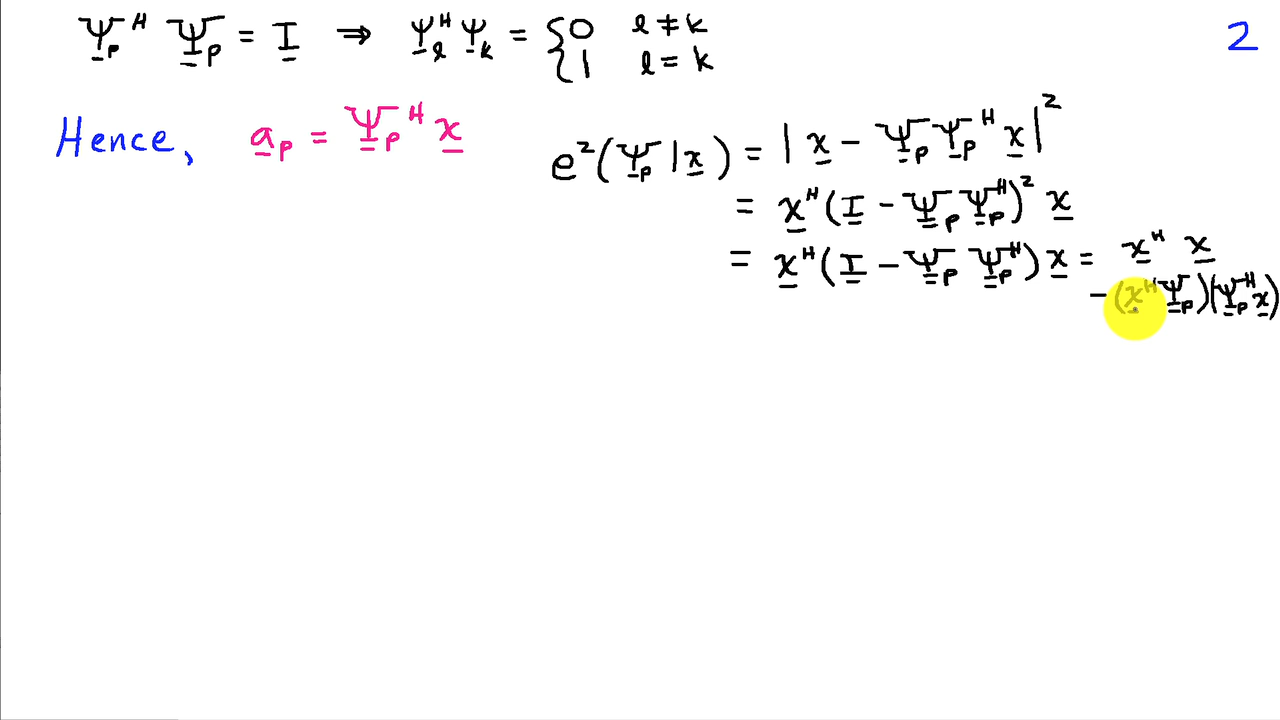 Ψ_p^H Ψ_p = I ⇒ Ψ_l^H Ψ_k = { 0 l ≠ k
1 l = k
2
Hence, a_p = Ψ_p^H x
e²(Ψ_p | x) = | x − Ψ_p Ψ_p^H x |²
= x^H (I − Ψ_p Ψ_p^H)² x
= x^H (I − Ψ_p Ψ_p^H) x = x^H x
− (x^H Ψ_p)(Ψ_p^H x)